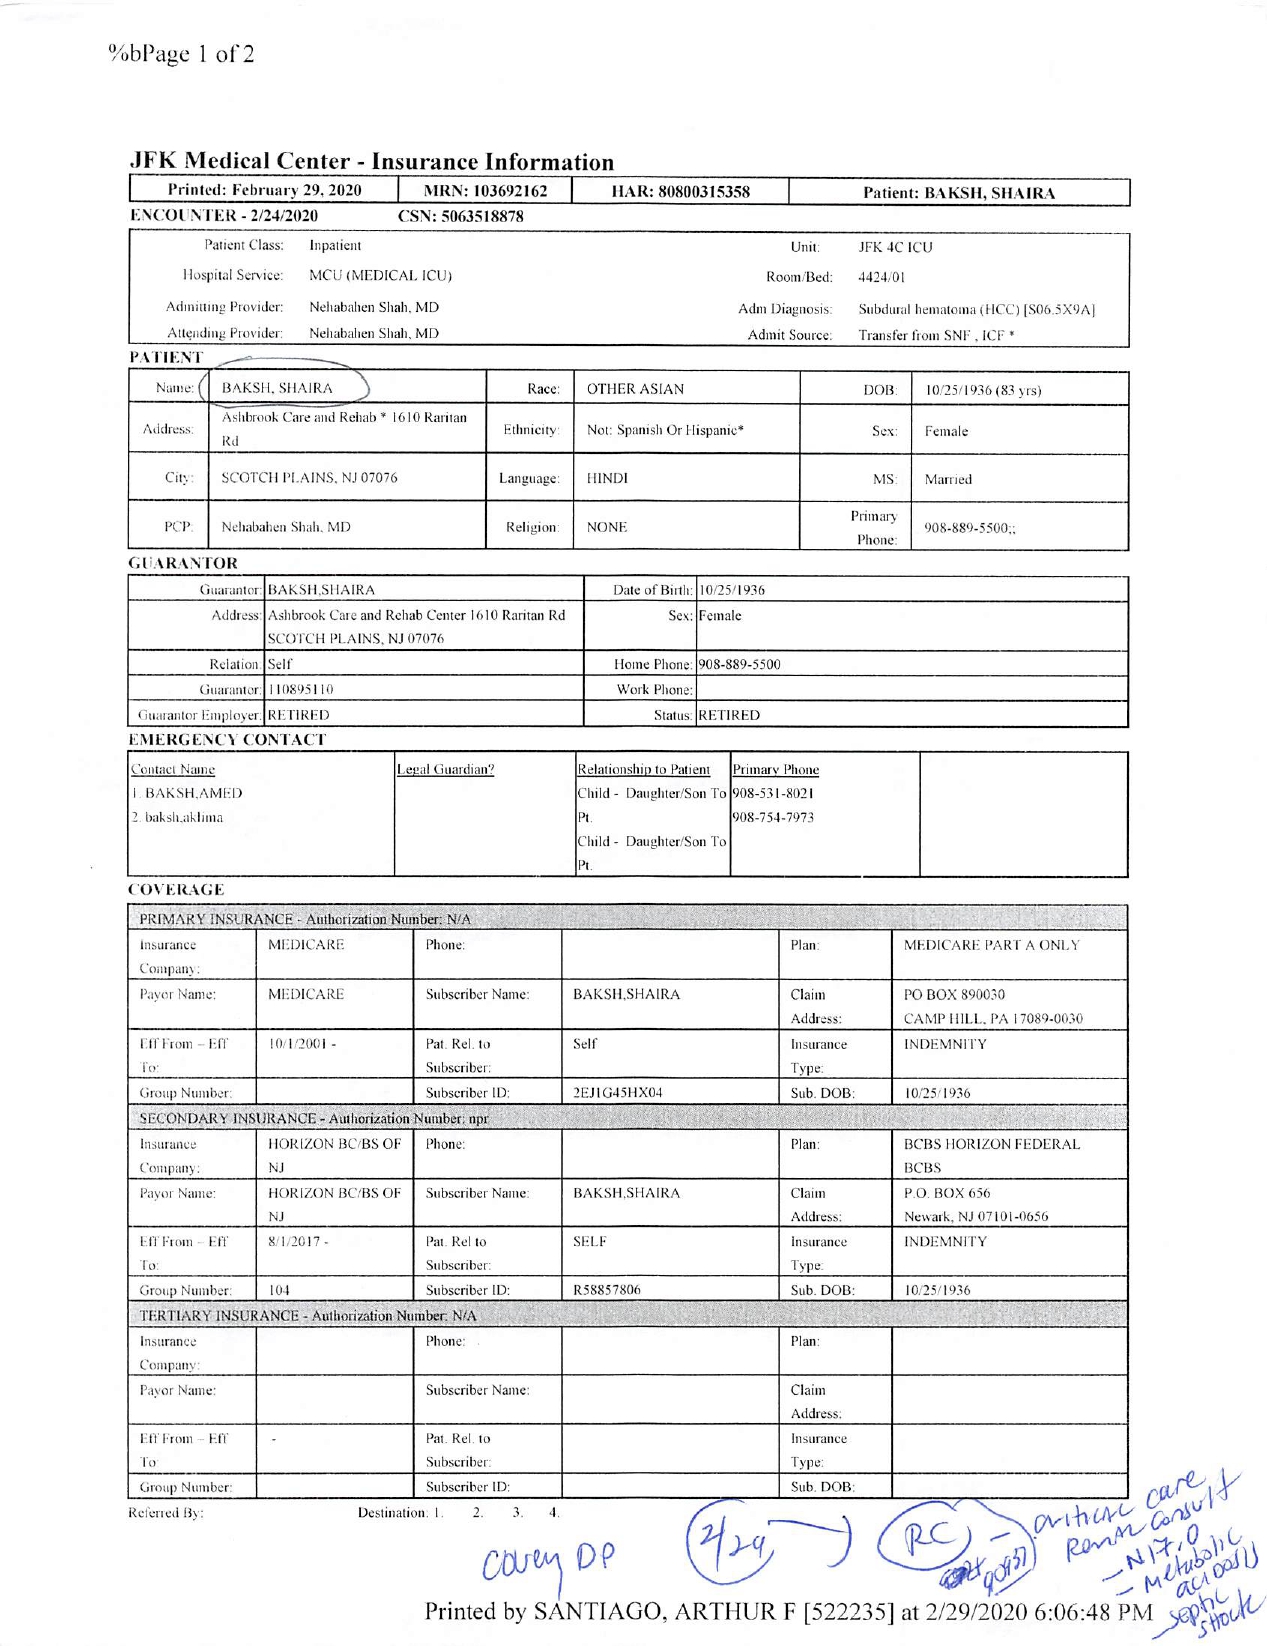 %bPage 1 of 2
JFK Medical Center - Insurance Information
Printed: February 29, 2020 MRN: 103692162 HAR: 80800315358 Patient: BAKSH, SHAIRA
ENCOUNTER - 2/24/2020 CSN: 5063518878
Patient Class: Inpatient Unit: JFK 4C ICU
Hospital Service: MCU (MEDICAL ICU) Room/Bed: 4424/01
Admitting Provider: Nehabahen Shah, MD Adm Diagnosis: Subdural hematoma (HCC) [S06.5X9A]
Attending Provider: Nehabahen Shah, MD Admit Source: Transfer from SNF , ICF *
PATIENT
Name: BAKSH, SHAIRA Race: OTHER ASIAN DOB: 10/25/1936 (83 yrs)
Address: Ashbrook Care and Rehab * 1610 Raritan
Rd Ethnicity: Not: Spanish Or Hispanic* Sex: Female
City: SCOTCH PLAINS, NJ 07076 Language: HINDI MS: Married
PCP: Nehabahen Shah, MD Religion: NONE Primary
Phone: 908-889-5500;;
GUARANTOR
Guarantor: BAKSH,SHAIRA Date of Birth: 10/25/1936
Address: Ashbrook Care and Rehab Center 1610 Raritan Rd Sex: Female
SCOTCH PLAINS, NJ 07076
Relation: Self Home Phone: 908-889-5500
Guarantor: 110895110 Work Phone:
Guarantor Employer: RETIRED Status: RETIRED
EMERGENCY CONTACT
Contact Name Legal Guardian? Relationship to Patient Primary Phone
1. BAKSH,AMED Child - Daughter/Son To 908-531-8021
2. baksh,aklima Pt. 908-754-7973
Child - Daughter/Son To
Pt.
COVERAGE
PRIMARY INSURANCE - Authorization Number: N/A
Insurance MEDICARE Phone: Plan: MEDICARE PART A ONLY
Company:
Payor Name: MEDICARE Subscriber Name: BAKSH,SHAIRA Claim PO BOX 890030
Address: CAMP HILL, PA 17089-0030
Eff From – Eff 10/1/2001 - Pat. Rel. to Self Insurance INDEMNITY
To: Subscriber: Type:
Group Number: Subscriber ID: 2EJ1G45HX04 Sub. DOB: 10/25/1936
SECONDARY INSURANCE - Authorization Number: npr
Insurance HORIZON BC/BS OF Phone: Plan: BCBS HORIZON FEDERAL
Company: NJ BCBS
Payor Name: HORIZON BC/BS OF Subscriber Name: BAKSH,SHAIRA Claim P.O. BOX 656
NJ Address: Newark, NJ 07101-0656
Eff From – Eff 8/1/2017 - Pat. Rel to SELF Insurance INDEMNITY
To: Subscriber: Type:
Group Number: 104 Subscriber ID: R58857806 Sub. DOB: 10/25/1936
TERTIARY INSURANCE - Authorization Number: N/A
Insurance Phone: Plan:
Company:
Payor Name: Subscriber Name: Claim
Address:
Eff From – Eff - Pat. Rel. to Insurance
To Subscriber: Type:
Group Number: Subscriber ID: Sub. DOB:
Referred By: Destination: 1. 2. 3. 4.
Covey DP 2/29 RC - critical care
Renal Consult
90937
- N17.0
- Metabolic
acidosis
- septic
shock
Printed by SANTIAGO, ARTHUR F [522235] at 2/29/2020 6:06:48 PM